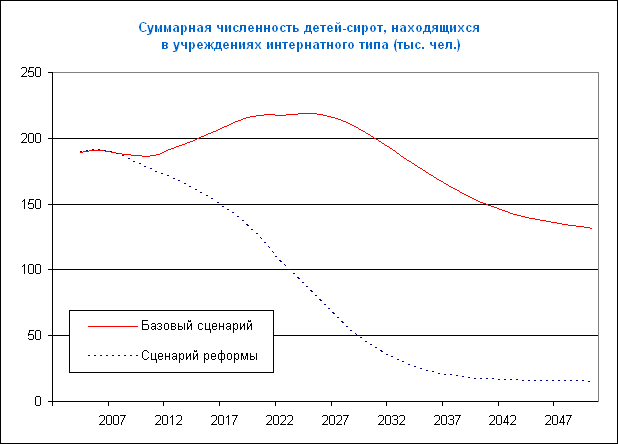 Суммарная численность детей-сирот, находящихся
в учреждениях интернатного типа (тыс. чел.)
250
200
150
100
50
0
Базовый сценарий
Сценарий реформы
2007 2012 2017 2022 2027 2032 2037 2042 2047